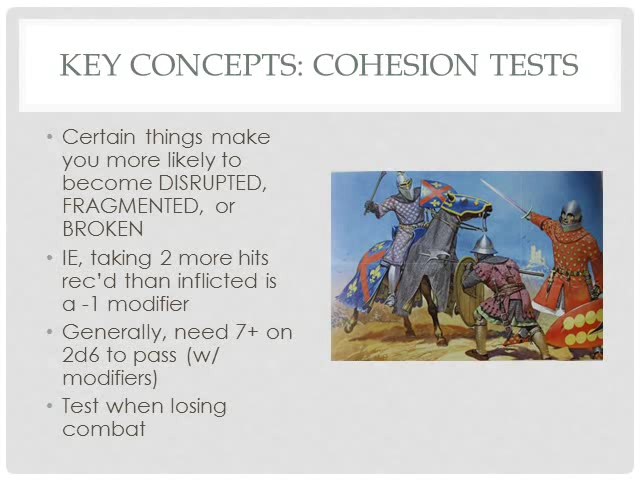 KEY CONCEPTS: COHESION TESTS
• Certain things make
you more likely to
become DISRUPTED,
FRAGMENTED, or
BROKEN
• IE, taking 2 more hits
rec'd than inflicted is
a -1 modifier
• Generally, need 7+ on
2d6 to pass (w/
modifiers)
• Test when losing
combat